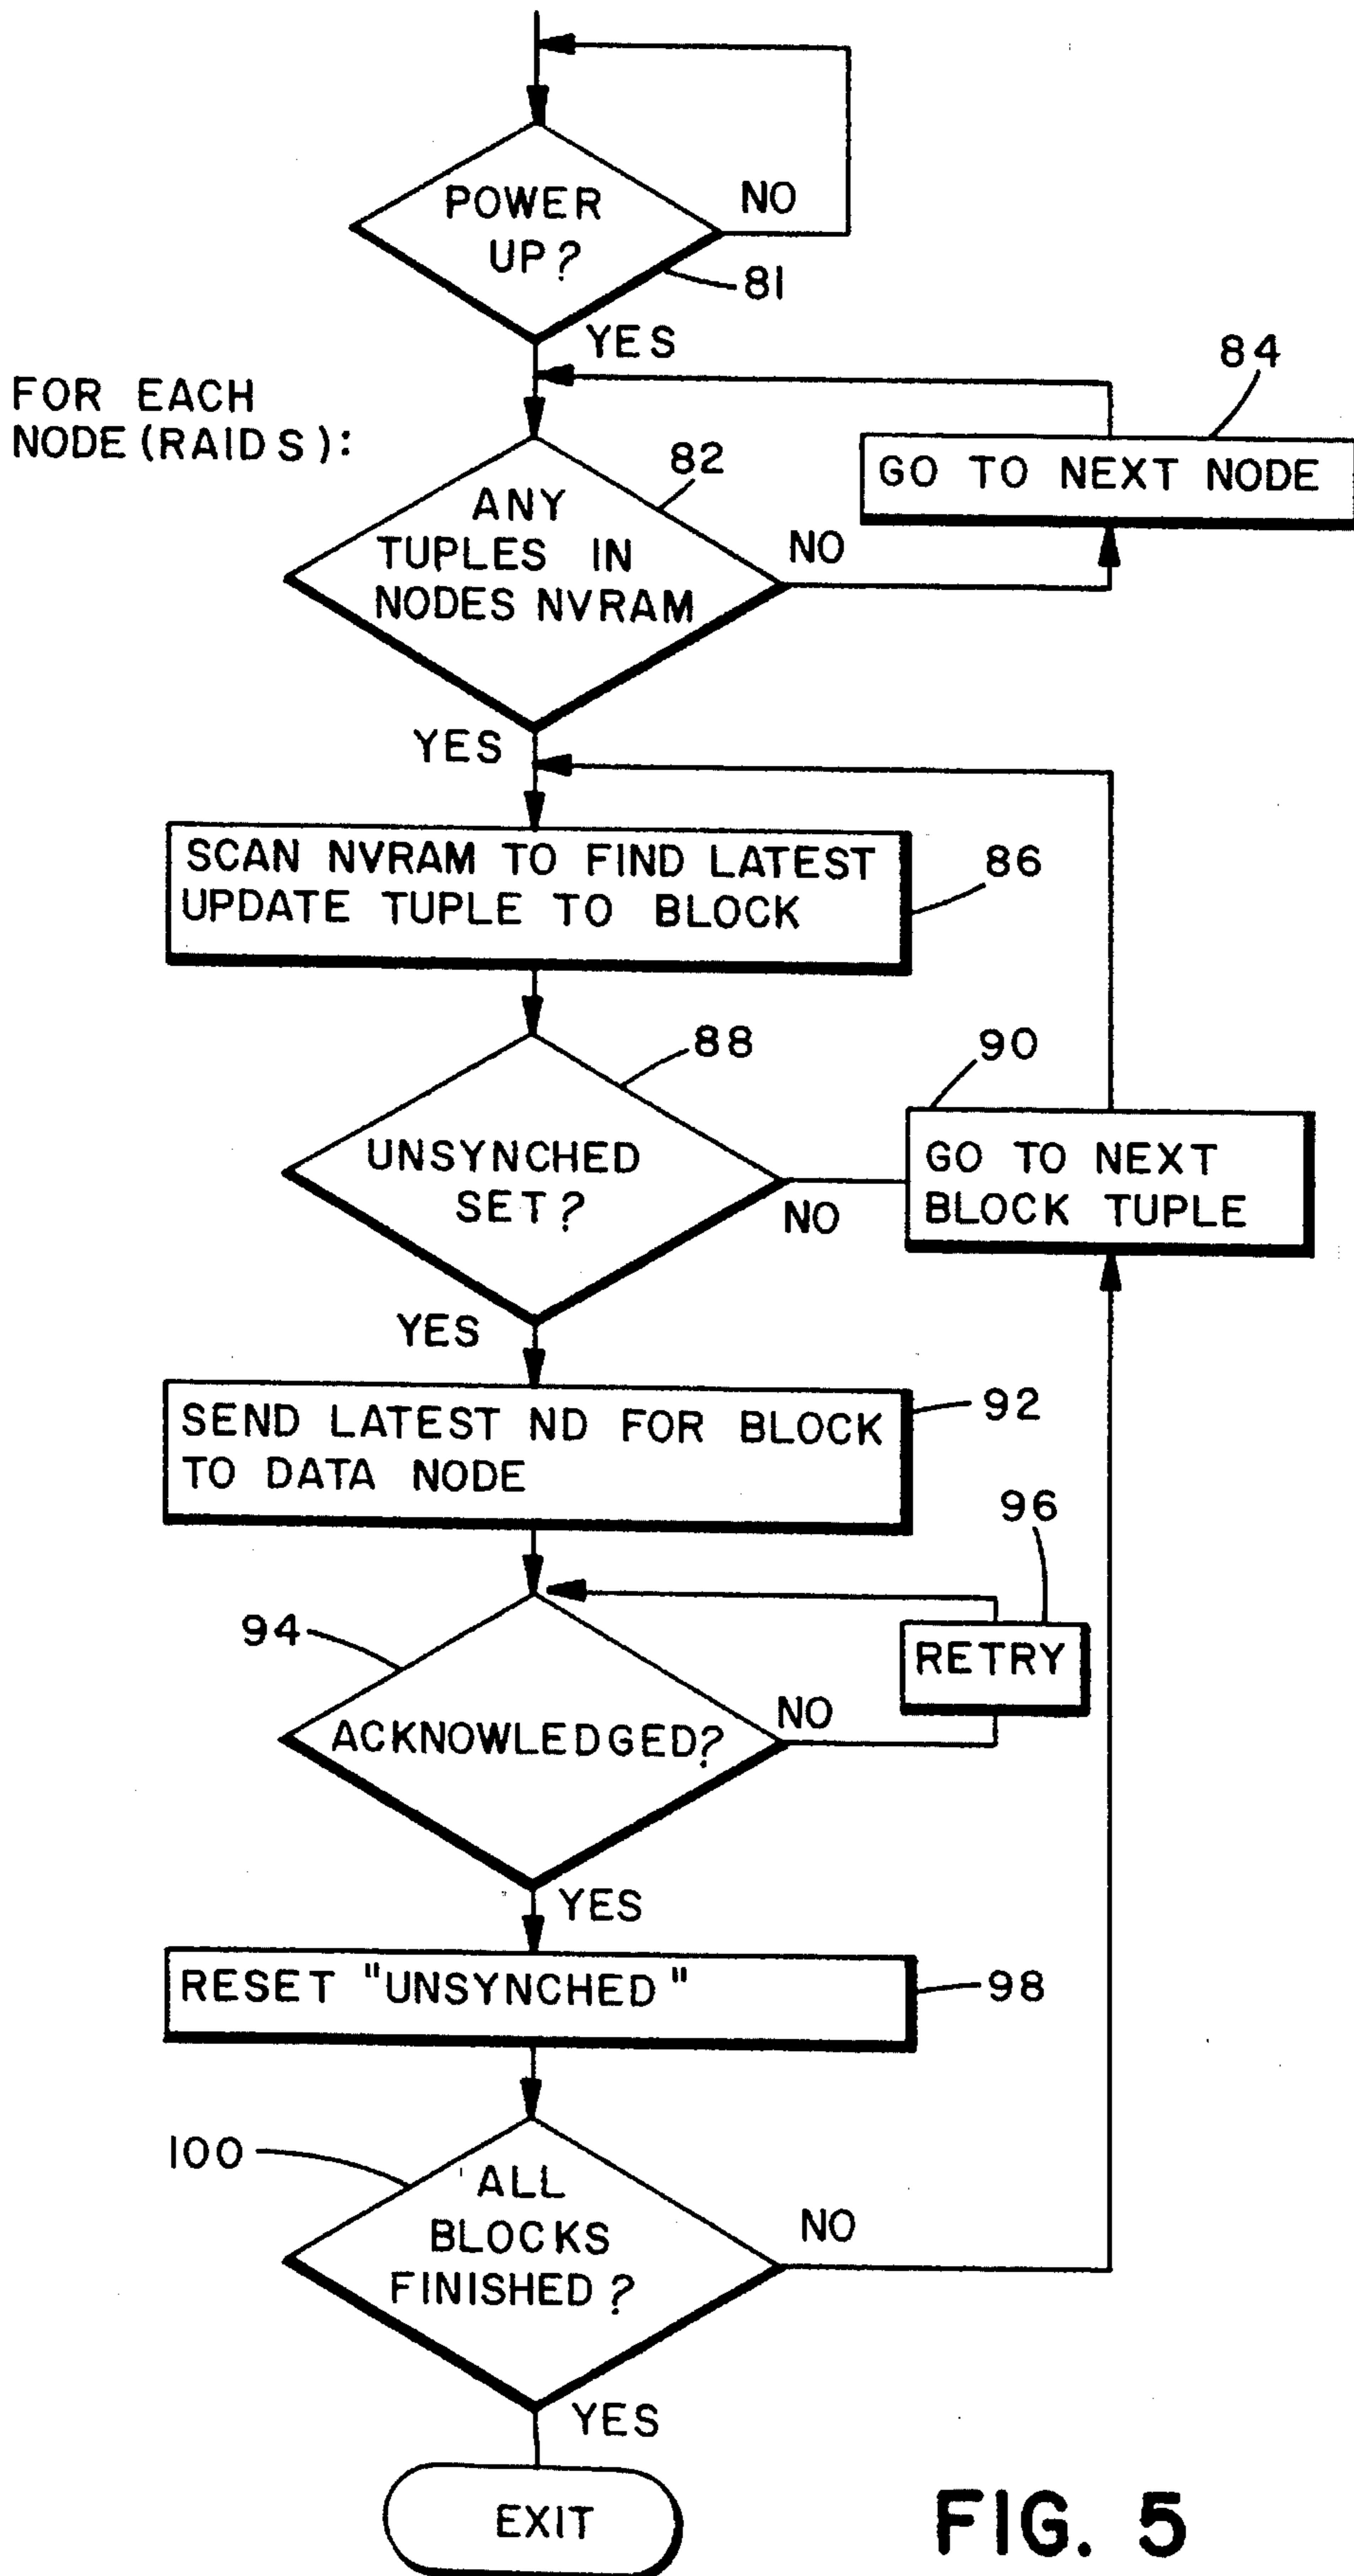 POWER
UP?
NO
81
YES
FOR EACH
NODE (RAIDS):
84
GO TO NEXT NODE
82
ANY
TUPLES IN
NODES NVRAM
NO
YES
SCAN NVRAM TO FIND LATEST
UPDATE TUPLE TO BLOCK
86
88
UNSYNCHED
SET?
NO
90
GO TO NEXT
BLOCK TUPLE
YES
SEND LATEST ND FOR BLOCK
TO DATA NODE
92
96
RETRY
94
ACKNOWLEDGED?
NO
YES
RESET "UNSYNCHED"
98
100
ALL
BLOCKS
FINISHED?
NO
YES
EXIT
FIG. 5